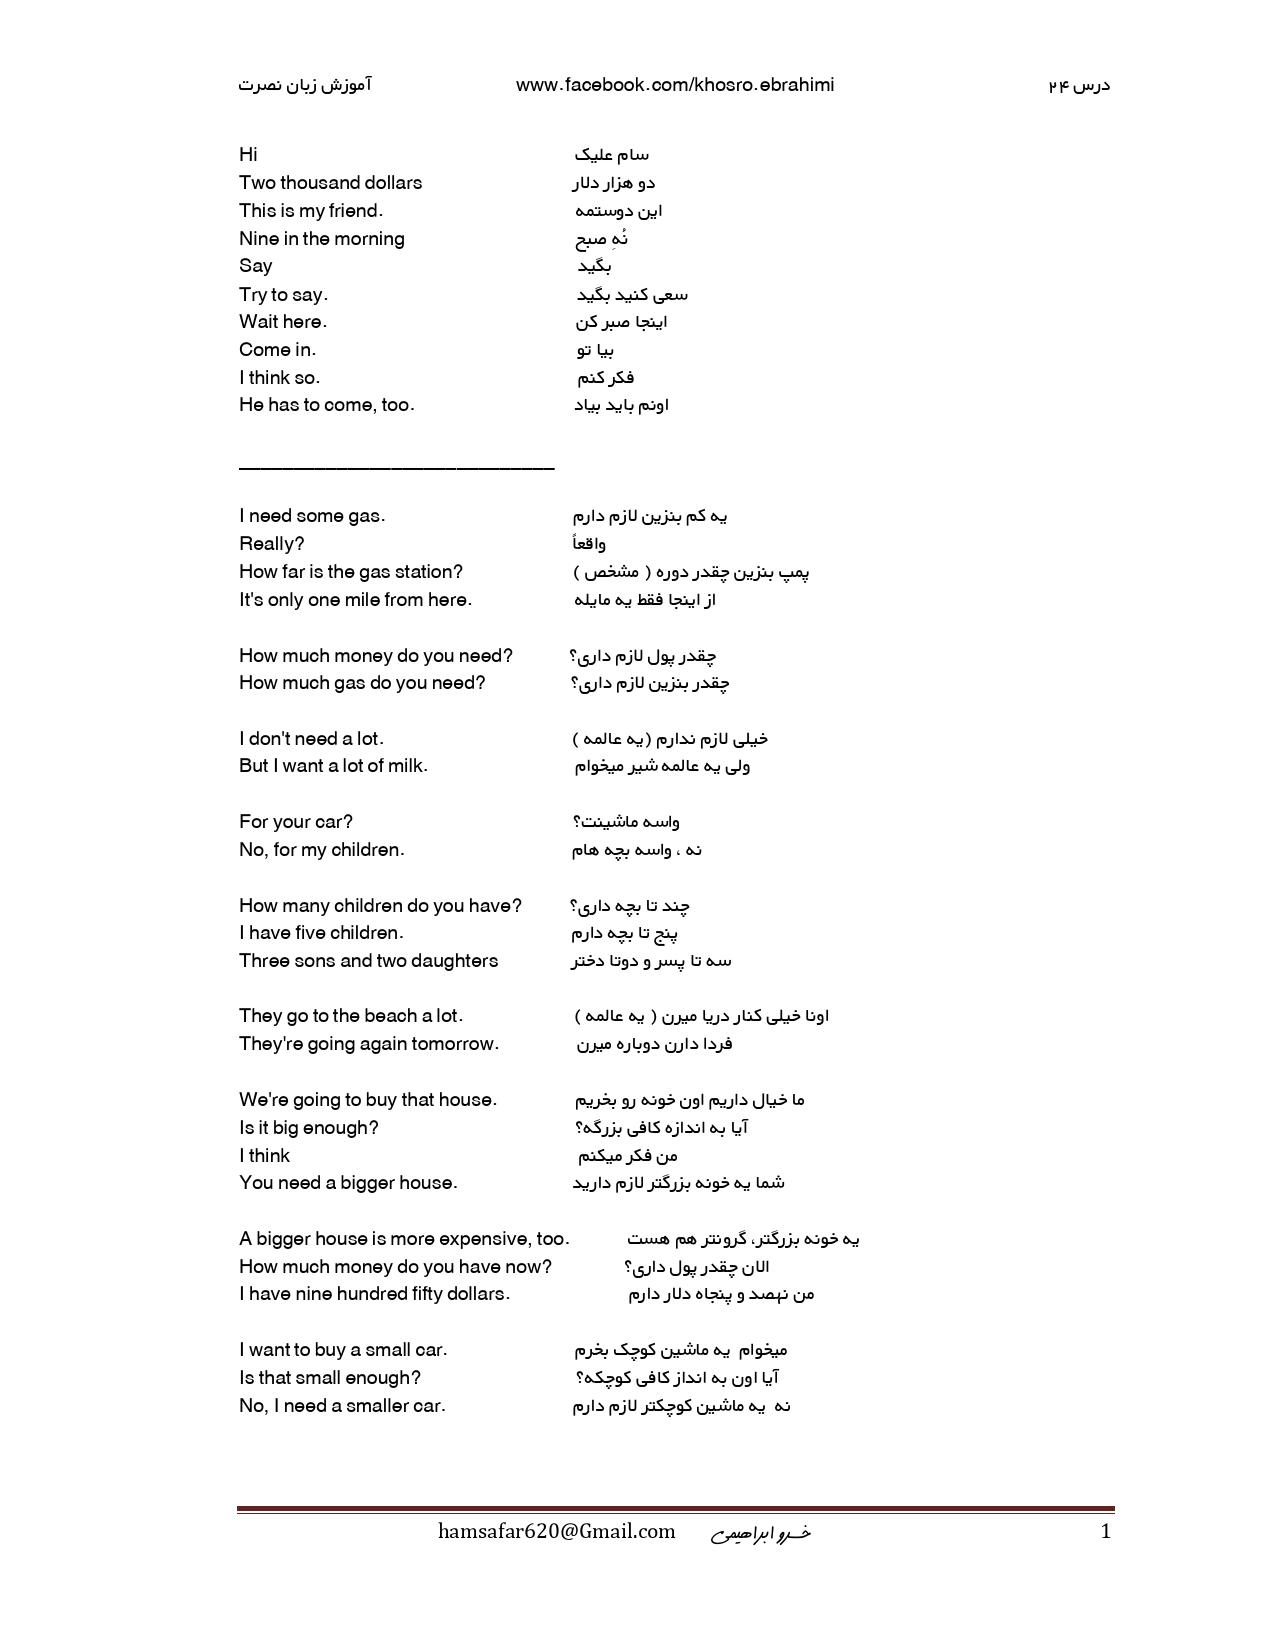 آموزش زبان نصرت www.facebook.com/khosro.ebrahimi درس ۲۴
Hi سام علیک
Two thousand dollars دو هزار دلار
This is my friend. این دوستمه
Nine in the morning نُهِ صبح
Say بگید
Try to say. سعی کنید بگید
Wait here. اینجا صبر کن
Come in. بیا تو
I think so. فکر کنم
He has to come, too. اونم باید بیاد
______________________________
I need some gas. یه کم بنزین لازم دارم
Really? واقعاً
How far is the gas station? پمپ بنزین چقدر دوره ( مشخص )
It's only one mile from here. از اینجا فقط یه مایله
How much money do you need? چقدر پول لازم داری؟
How much gas do you need? چقدر بنزین لازم داری؟
I don't need a lot. خیلی لازم ندارم (یه عالمه )
But I want a lot of milk. ولی یه عالمه شیر میخوام
For your car? واسه ماشینت؟
No, for my children. نه ، واسه بچه هام
How many children do you have? چند تا بچه داری؟
I have five children. پنج تا بچه دارم
Three sons and two daughters سه تا پسر و دوتا دختر
They go to the beach a lot. اونا خیلی کنار دریا میرن ( یه عالمه )
They're going again tomorrow. فردا دارن دوباره میرن
We're going to buy that house. ما خیال داریم اون خونه رو بخریم
Is it big enough? آیا به اندازه کافی بزرگه؟
I think من فکر میکنم
You need a bigger house. شما یه خونه بزرگتر لازم دارید
A bigger house is more expensive, too. یه خونه بزرگتر، گرونتر هم هست
How much money do you have now? الان چقدر پول داری؟
I have nine hundred fifty dollars. من نهصد و پنجاه دلار دارم
I want to buy a small car. میخوام یه ماشین کوچک بخرم
Is that small enough? آیا اون به انداز کافی کوچکه؟
No, I need a smaller car. نه یه ماشین کوچکتر لازم دارم
hamsafar620@Gmail.com خسرو ابراهیمی 1